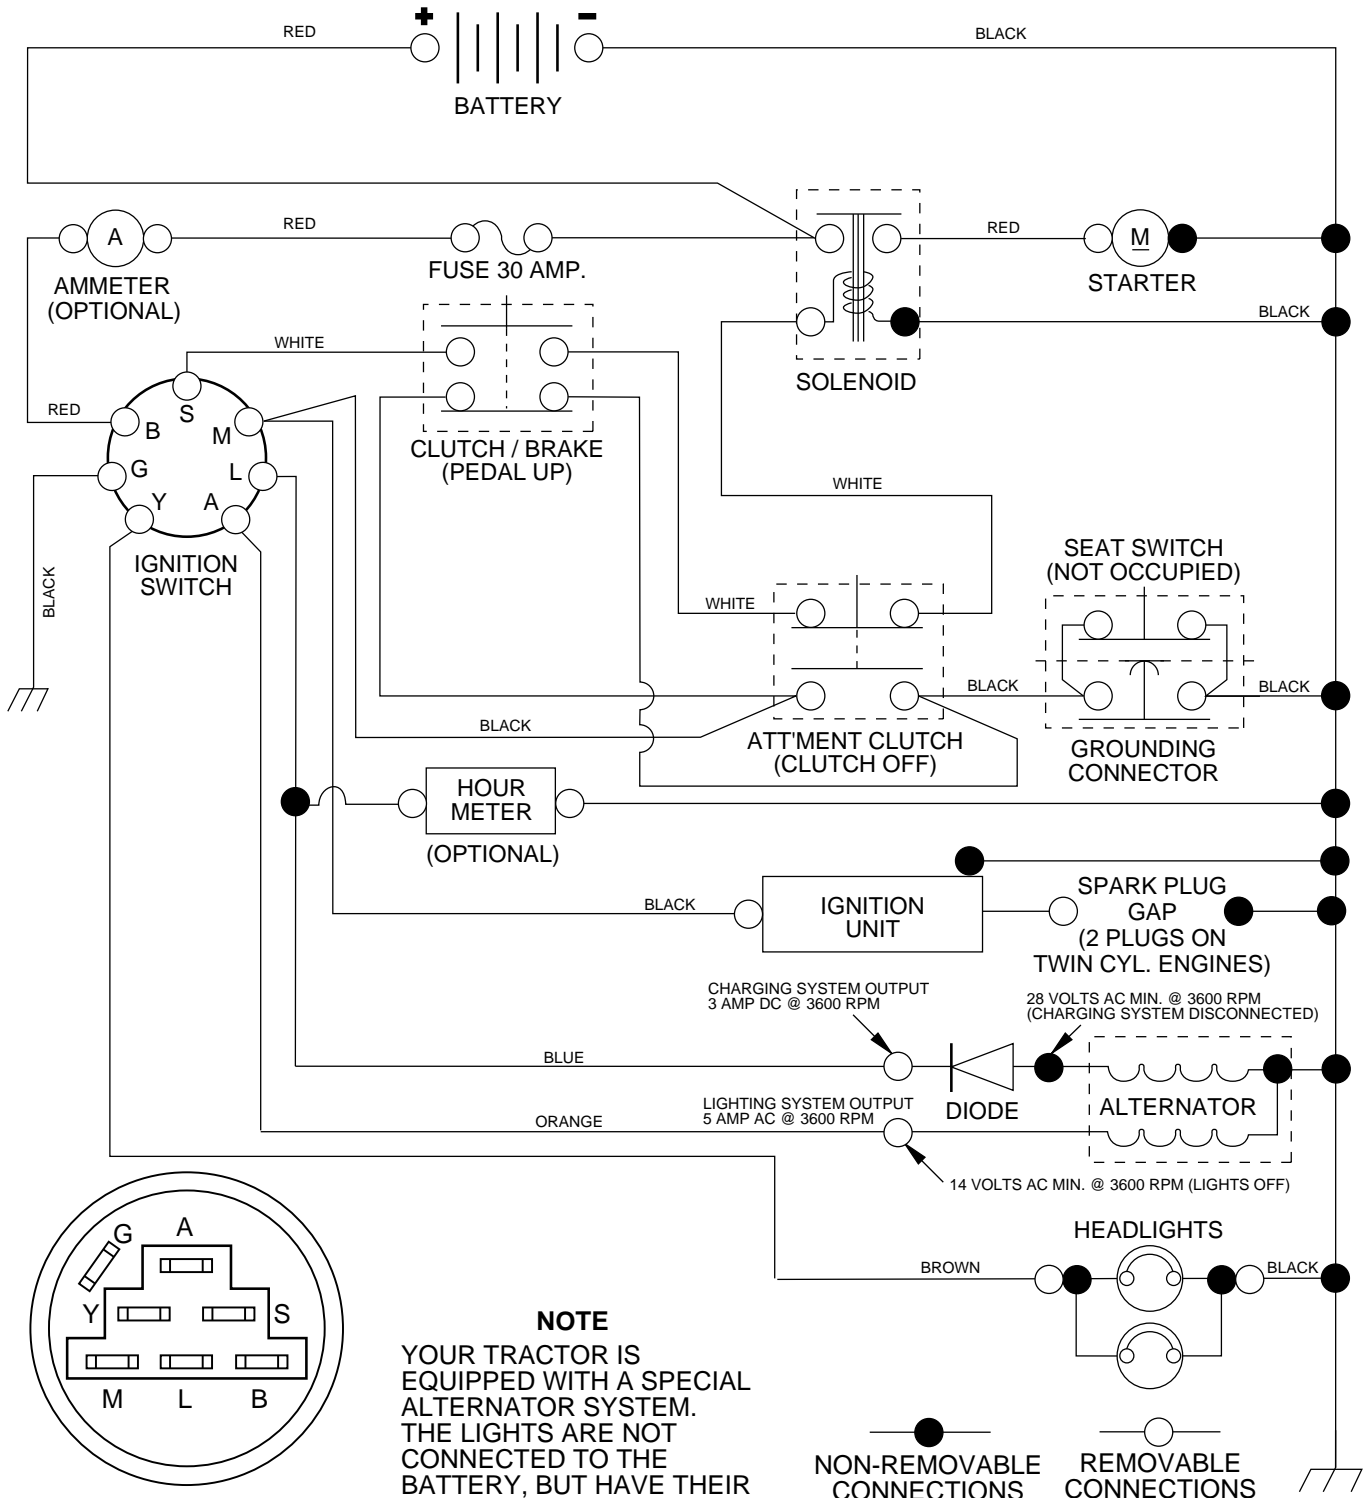 + −
RED
BLACK
BATTERY
RED
A
RED
M
AMMETER
(OPTIONAL)
FUSE 30 AMP.
STARTER
BLACK
WHITE
SOLENOID
RED
S
B
M
G
L
Y
A
CLUTCH / BRAKE
(PEDAL UP)
WHITE
IGNITION
SWITCH
BLACK
SEAT SWITCH
(NOT OCCUPIED)
WHITE
BLACK
BLACK
BLACK
ATT'MENT CLUTCH
(CLUTCH OFF)
GROUNDING
CONNECTOR
HOUR
METER
(OPTIONAL)
BLACK
IGNITION
UNIT
SPARK PLUG
GAP
(2 PLUGS ON
TWIN CYL. ENGINES)
CHARGING SYSTEM OUTPUT
3 AMP DC @ 3600 RPM
28 VOLTS AC MIN. @ 3600 RPM
(CHARGING SYSTEM DISCONNECTED)
BLUE
DIODE
ALTERNATOR
LIGHTING SYSTEM OUTPUT
5 AMP AC @ 3600 RPM
ORANGE
14 VOLTS AC MIN. @ 3600 RPM (LIGHTS OFF)
HEADLIGHTS
BROWN
BLACK
G
A
Y
S
M L B
NOTE
YOUR TRACTOR IS
EQUIPPED WITH A SPECIAL
ALTERNATOR SYSTEM.
THE LIGHTS ARE NOT
CONNECTED TO THE
BATTERY, BUT HAVE THEIR
NON-REMOVABLE
CONNECTIONS
REMOVABLE
CONNECTIONS